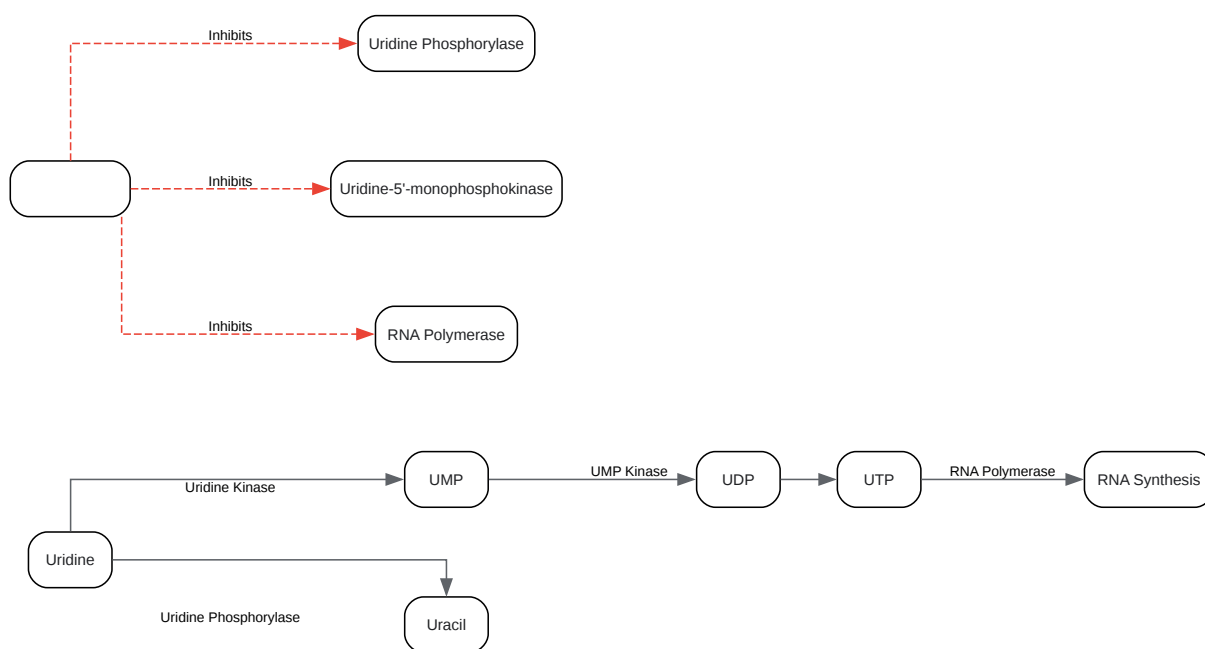 Inhibits
Uridine Phosphorylase
Inhibits
Uridine-5'-monophosphokinase
Inhibits
RNA Polymerase
Uridine Kinase
UMP
UMP Kinase
UDP
UTP
RNA Polymerase
RNA Synthesis
Uridine
Uridine Phosphorylase
Uracil